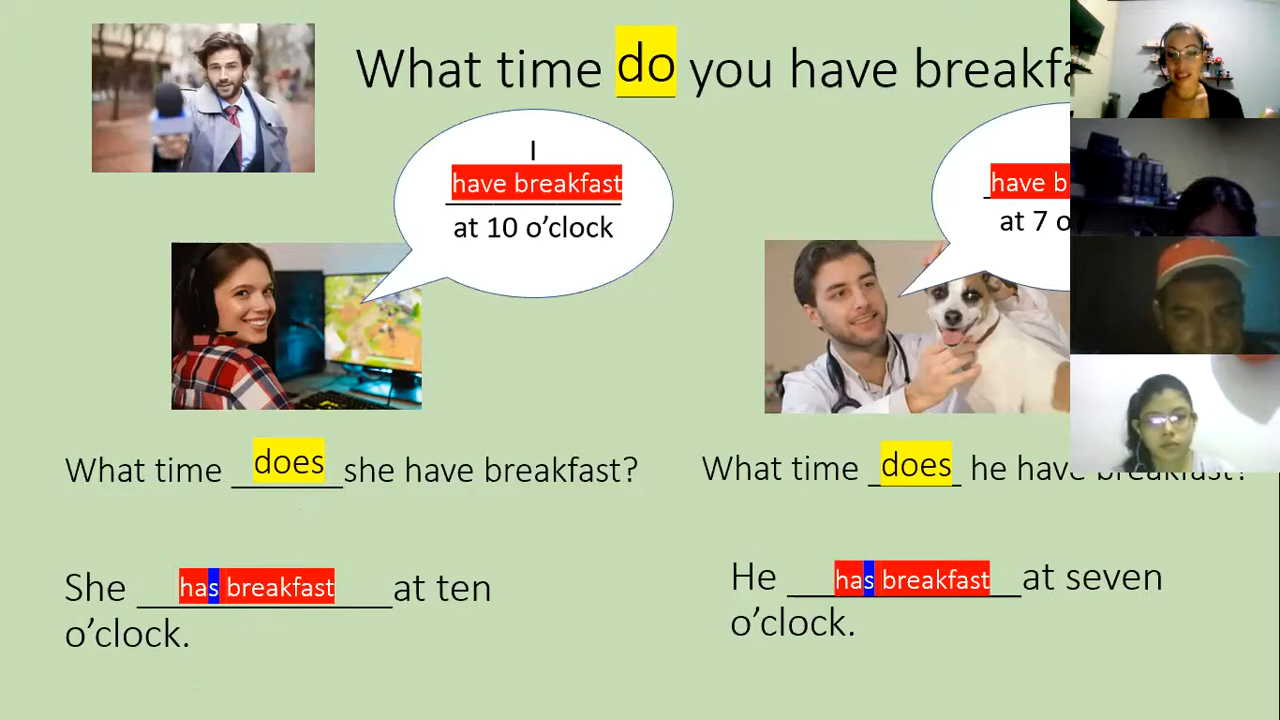 What time do you have
I
have breakfast
at 10 o’clock
have
at 7
What time does she have breakfast?
What time does he have breakfast?
She has breakfast at ten
o’clock.
He has breakfast at seven
o’clock.